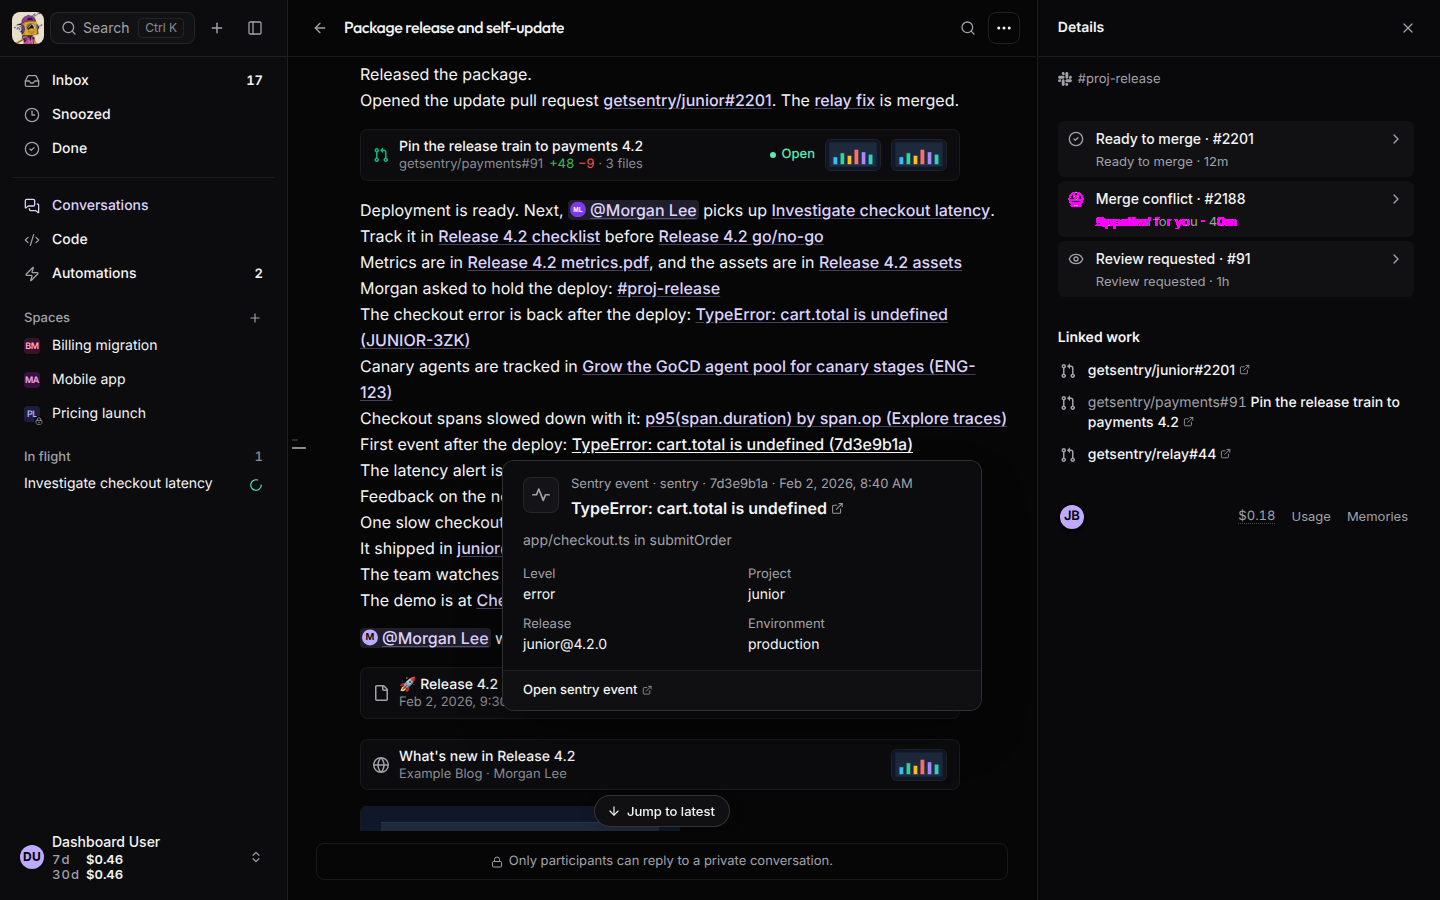 Search Ctrl K
Inbox 17
Snoozed
Done
Conversations
Code
Automations 2
Spaces
BM Billing migration
MA Mobile app
PL Pricing launch
In flight 1
Investigate checkout latency
DU Dashboard User
7d $0.46
30d $0.46
Package release and self-update
Released the package.
Opened the update pull request getsentry/junior#2201. The relay fix is merged.
Pin the release train to payments 4.2
getsentry/payments#91 +48 −9 · 3 files
Open
Deployment is ready. Next, ML @Morgan Lee picks up Investigate checkout latency.
Track it in Release 4.2 checklist before Release 4.2 go/no-go
Metrics are in Release 4.2 metrics.pdf, and the assets are in Release 4.2 assets
Morgan asked to hold the deploy: #proj-release
The checkout error is back after the deploy: TypeError: cart.total is undefined
(JUNIOR-3ZK)
Canary agents are tracked in Grow the GoCD agent pool for canary stages (ENG-
123)
Checkout spans slowed down with it: p95(span.duration) by span.op (Explore traces)
First event after the deploy: TypeError: cart.total is undefined (7d3e9b1a)
The latency alert is
Feedback on the
One slow checkout
It shipped in junior
The team watches
The demo is at
M @Morgan Lee
Sentry event · sentry · 7d3e9b1a · Feb 2, 2026, 8:40 AM
TypeError: cart.total is undefined
app/checkout.ts in submitOrder
Level
error
Project
junior
Release
junior@4.2.0
Environment
production
Open sentry event
🚀 Release 4.2
Feb 2, 2026,
What's new in Release 4.2
Example Blog · Morgan Lee
Jump to latest
Only participants can reply to a private conversation.
Details
#proj-release
Ready to merge · #2201
Ready to merge · 12m
Merge conflict · #2188
for you
Review requested · #91
Review requested · 1h
Linked work
getsentry/junior#2201
getsentry/payments#91 Pin the release train to
payments 4.2
getsentry/relay#44
JB $0.18 Usage Memories